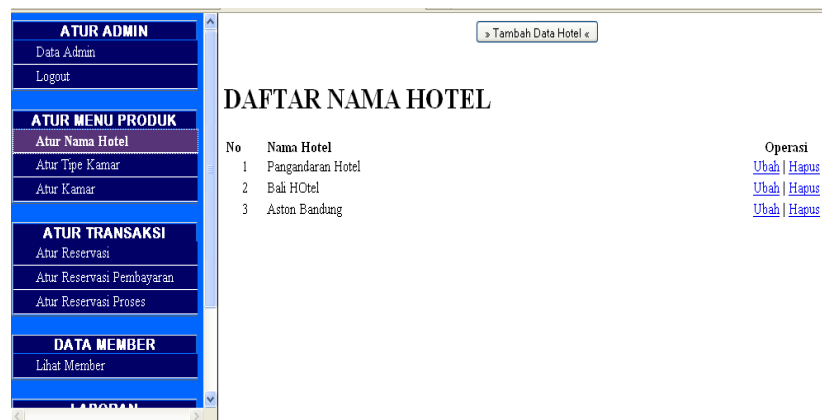 ATUR ADMIN
Data Admin
Logout
ATUR MENU PRODUK
Atur Nama Hotel
Atur Tipe Kamar
Atur Kamar
ATUR TRANSAKSI
Atur Reservasi
Atur Reservasi Pembayaran
Atur Reservasi Proses
DATA MEMBER
Lihat Member
LAPORAN
» Tambah Data Hotel «
DAFTAR NAMA HOTEL
No Nama Hotel Operasi
1 Pangandaran Hotel Ubah | Hapus
2 Bali HOtel Ubah | Hapus
3 Aston Bandung Ubah | Hapus